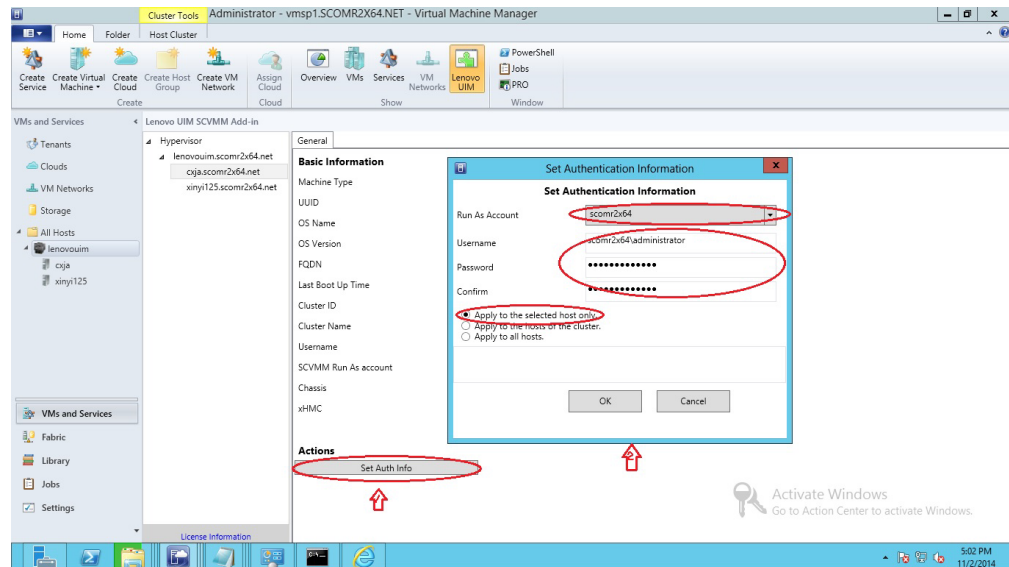 Cluster Tools
Administrator - vmsp1.SCOMR2X64.NET - Virtual Machine Manager
Home
Folder
Host Cluster
Create Service
Create Virtual Machine
Create Cloud
Create Host Group
Create VM Network
Assign Cloud
Overview
VMs
Services
VM Networks
Lenovo UIM
PowerShell
Jobs
PRO
Create
Cloud
Show
Window
VMs and Services
Tenants
Clouds
VM Networks
Storage
All Hosts
lenovouim
cxja
xinyi125
VMs and Services
Fabric
Library
Jobs
Settings
Lenovo UIM SCVMM Add-in
Hypervisor
lenovouim.scomr2x64.net
cxja.scomr2x64.net
xinyi125.scomr2x64.net
License Information
General
Basic Information
Machine Type
UUID
OS Name
OS Version
FQDN
Last Boot Up Time
Cluster ID
Cluster Name
Username
SCVMM Run As account
Chassis
xHMC
Actions
Set Auth Info
1
Set Authentication Information
Set Authentication Information
Run As Account
scomr2x64
Username
scomr2x64\administrator
Password
●●●●●●●●●●●●●
Confirm
●●●●●●●●●●●●●
Apply to the selected host only.
Apply to the hosts of the cluster.
Apply to all hosts.
OK
Cancel
2
Activate Windows
Go to Action Center to activate Windows.
5:02 PM
11/2/2014